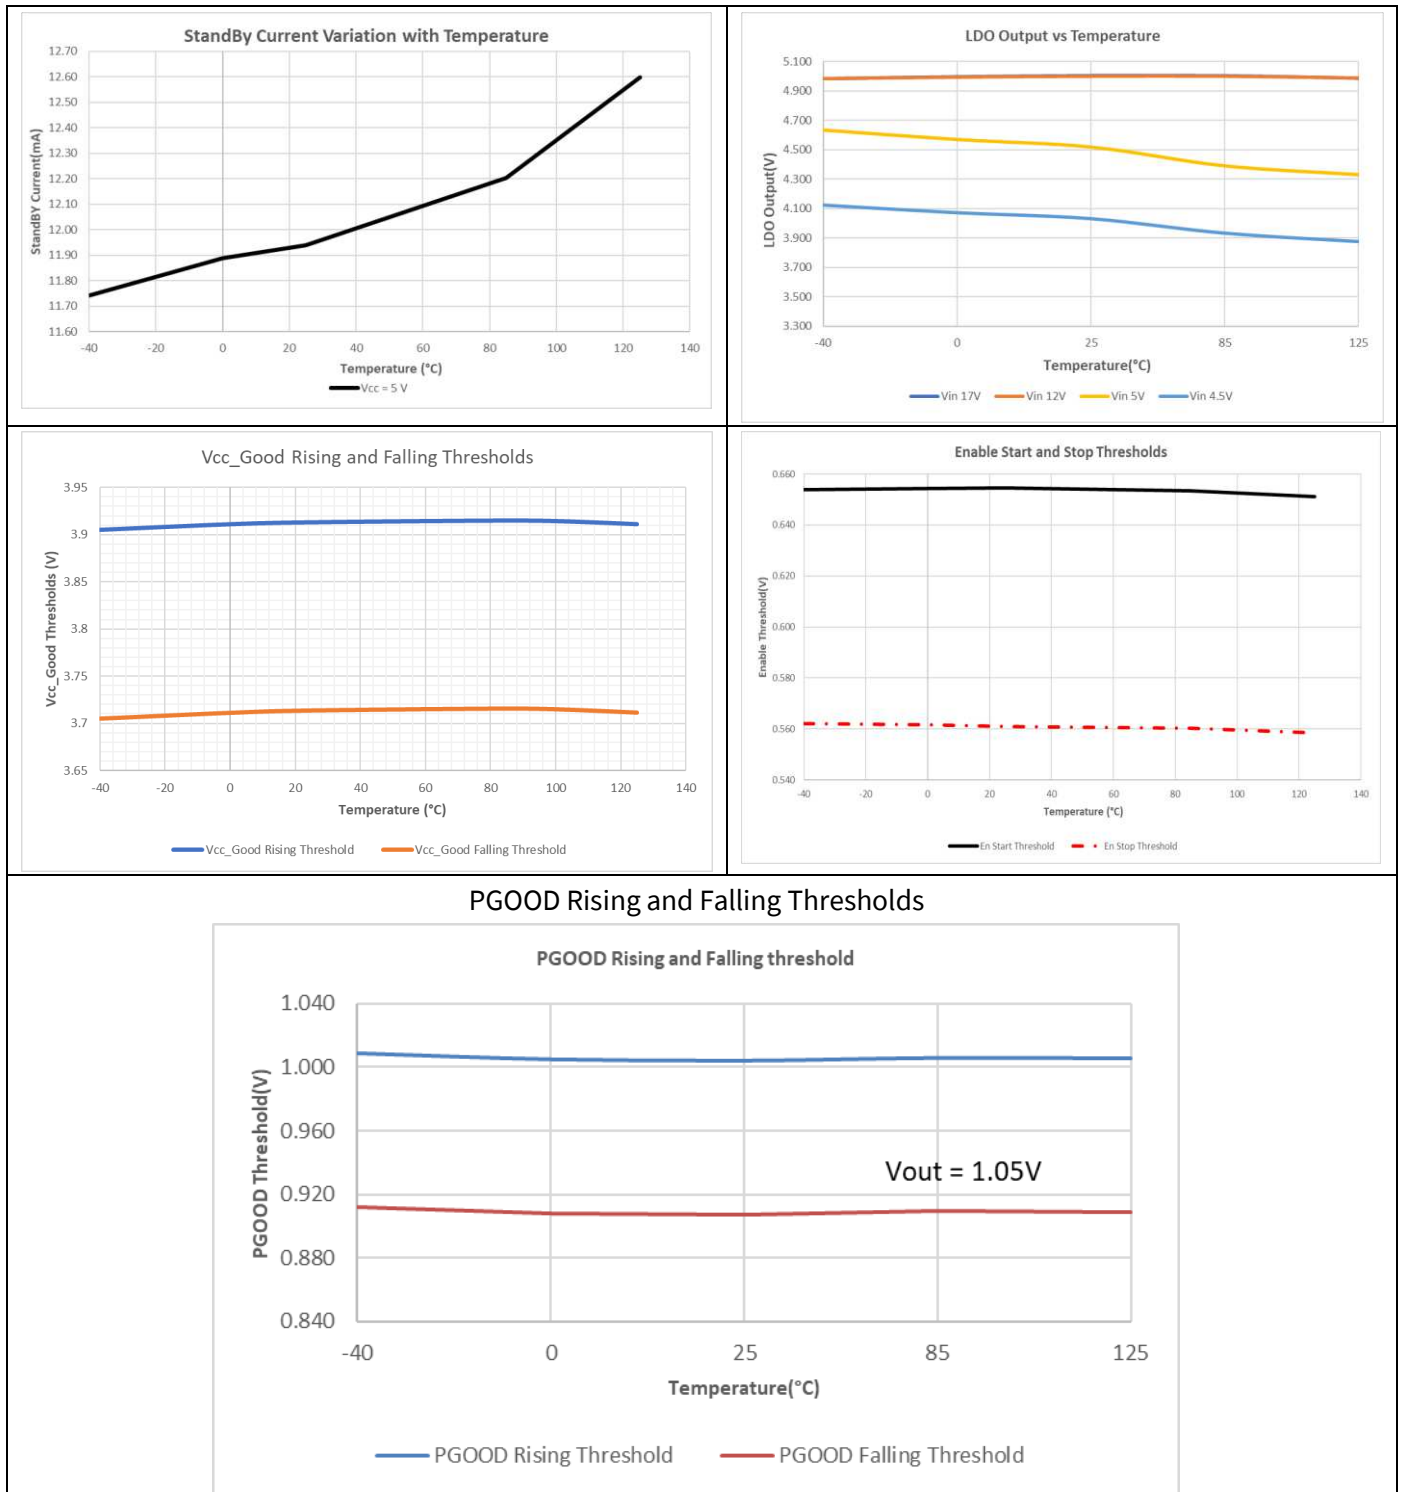 StandBy Current Variation with Temperature
12.70
12.60
12.50
12.40
12.30
12.20
12.10
12.00
11.90
11.80
11.70
11.60
StandBY Current(mA)
-40 -20 0 20 40 60 80 100 120 140
Temperature (°C)
Vcc = 5 V
LDO Output vs Temperature
5.100
4.900
4.700
4.500
4.300
4.100
3.900
3.700
3.500
3.300
LDO Output(V)
-40 0 25 85 125
Temperature(°C)
Vin 17V Vin 12V Vin 5V Vin 4.5V
Vcc_Good Rising and Falling Thresholds
3.95
3.9
3.85
3.8
3.75
3.7
3.65
Vcc_Good Thresholds (V)
-40 -20 0 20 40 60 80 100 120 140
Temperature (°C)
Vcc_Good Rising Threshold Vcc_Good Falling Threshold
Enable Start and Stop Thresholds
0.660
0.640
0.620
0.600
0.580
0.560
0.540
Enable Threshold(V)
-40 -20 0 20 40 60 80 100 120 140
Temperature (°C)
En Start Threshold En Stop Threshold
PGOOD Rising and Falling Thresholds
PGOOD Rising and Falling threshold
1.040
1.000
0.960
0.920
0.880
0.840
PGOOD Threshold(V)
Vout = 1.05V
-40 0 25 85 125
Temperature(°C)
PGOOD Rising Threshold PGOOD Falling Threshold